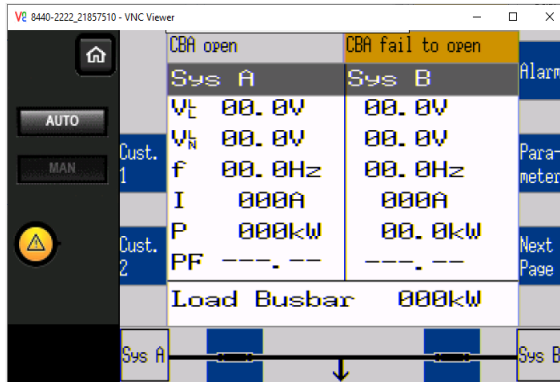 8440-2222_21857510 - VNC Viewer
CBA open
CBA fail to open
Alarm
Sys A
Sys B
AUTO
MAN
VLL 00.0V 00.0V
VLN 00.0V 00.0V
Cust. 1
f 00.0Hz 00.0Hz
Para-
meter
I 000A 000A
P 000kW 00.0kW
Cust. 2
PF ---.-- ---.--
Next
Page
Load Busbar 000kW
Sys A
Sys B